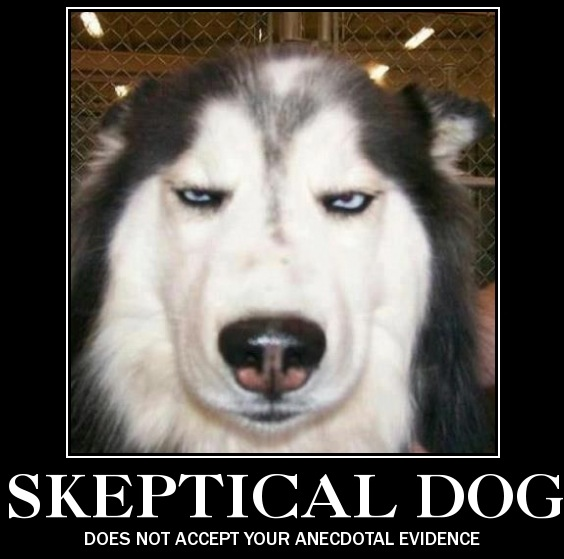 SKEPTICAL DOG
DOES NOT ACCEPT YOUR ANECDOTAL EVIDENCE